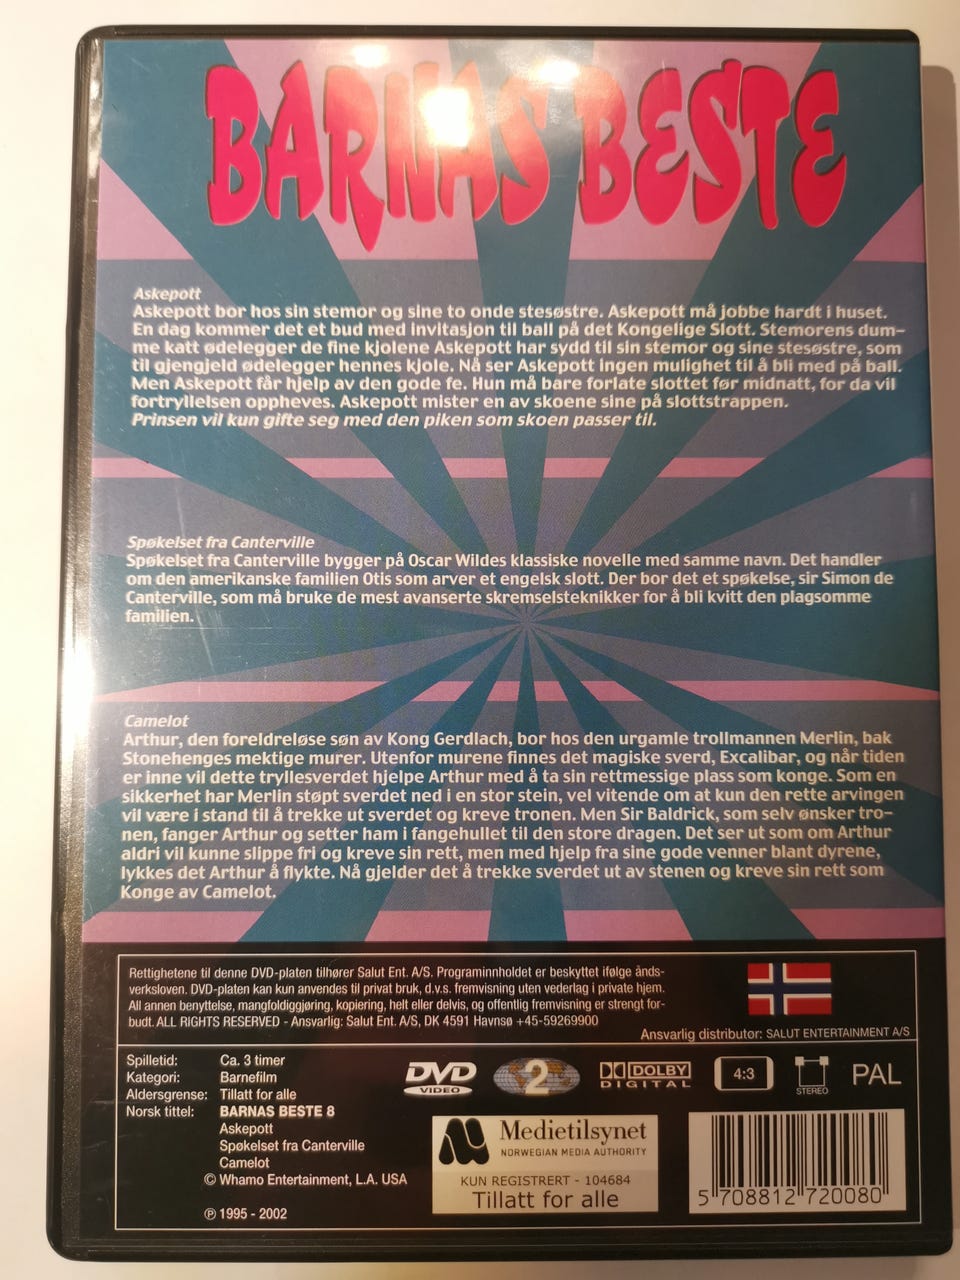 BARNAS BESTE
Askepott
Askepott bor hos sin stemor og sine to onde stesøstre. Askepott må jobbe hardt i huset.
En dag kommer det et bud med invitasjon til ball på det Kongelige Slott. Stemorens dum-
me katt ødelegger de fine kjolene Askepott har sydd til sin stemor og sine stesøstre, som
til gjengjeld ødelegger hennes kjole. Nå ser Askepott ingen mulighet til å bli med på ball.
Men Askepott får hjelp av den gode fe. Hun må bare forlate slottet før midnatt, for da vil
fortryllelsen oppheves. Askepott mister en av skoene sine på slottstrappen.
Prinsen vil kun gifte seg med den piken som skoen passer til.
Spøkelset fra Canterville
Spøkelset fra Canterville bygger på Oscar Wildes klassiske novelle med samme navn. Det handler
om den amerikanske familien Otis som arver et engelsk slott. Der bor det et spøkelse, sir Simon de
Canterville, som må bruke de mest avanserte skremselsteknikker for å bli kvitt den plagsomme
familien.
Camelot
Arthur, den foreldreløse søn av Kong Gerdlach, bor hos den urgamle trollmannen Merlin, bak
Stonehenges mektige murer. Utenfor murene finnes det magiske sverd, Excalibar, og når tiden
er inne vil dette tryllesverdet hjelpe Arthur med å ta sin rettmessige plass som konge. Som en
sikkerhet har Merlin støpt sverdet ned i en stor stein, vel vitende om at kun den rette arvingen
vil være i stand til å trekke ut sverdet og kreve tronen. Men Sir Baldrick, som selv ønsker tro-
nen, fanger Arthur og setter ham i fangehullet til den store dragen. Det ser ut som om Arthur
aldri vil kunne slippe fri og kreve sin rett, men med hjelp fra sine gode venner blant dyrene,
lykkes det Arthur å flykte. Nå gjelder det å trekke sverdet ut av stenen og kreve sin rett som
Konge av Camelot.
Rettighetene til denne DVD-platen tilhører Salut Ent. A/S. Programinnholdet er beskyttet ifølge ånds-
verksloven. DVD-platen kan kun anvendes til privat bruk, d.v.s. fremvisning uten vederlag i private hjem.
All annen benyttelse, mangfoldiggjøring, kopiering, helt eller delvis, og offentlig fremvisning er strengt for-
budt. ALL RIGHTS RESERVED - Ansvarlig: Salut Ent. A/S, DK 4591 Havnsø +45-59269900
Ansvarlig distributør: SALUT ENTERTAINMENT A/S
Spilletid: Ca. 3 timer
Kategori: Barnefilm
Aldersgrense: Tillatt for alle
Norsk tittel: BARNAS BESTE 8
Askepott
Spøkelset fra Canterville
Camelot
© Whamo Entertainment, L.A. USA
℗ 1995 - 2002
DVD
VIDEO
2
DOLBY
DIGITAL
4:3
STEREO
PAL
Medietilsynet
NORWEGIAN MEDIA AUTHORITY
KUN REGISTRERT - 104684
Tillatt for alle
5 708812 720080